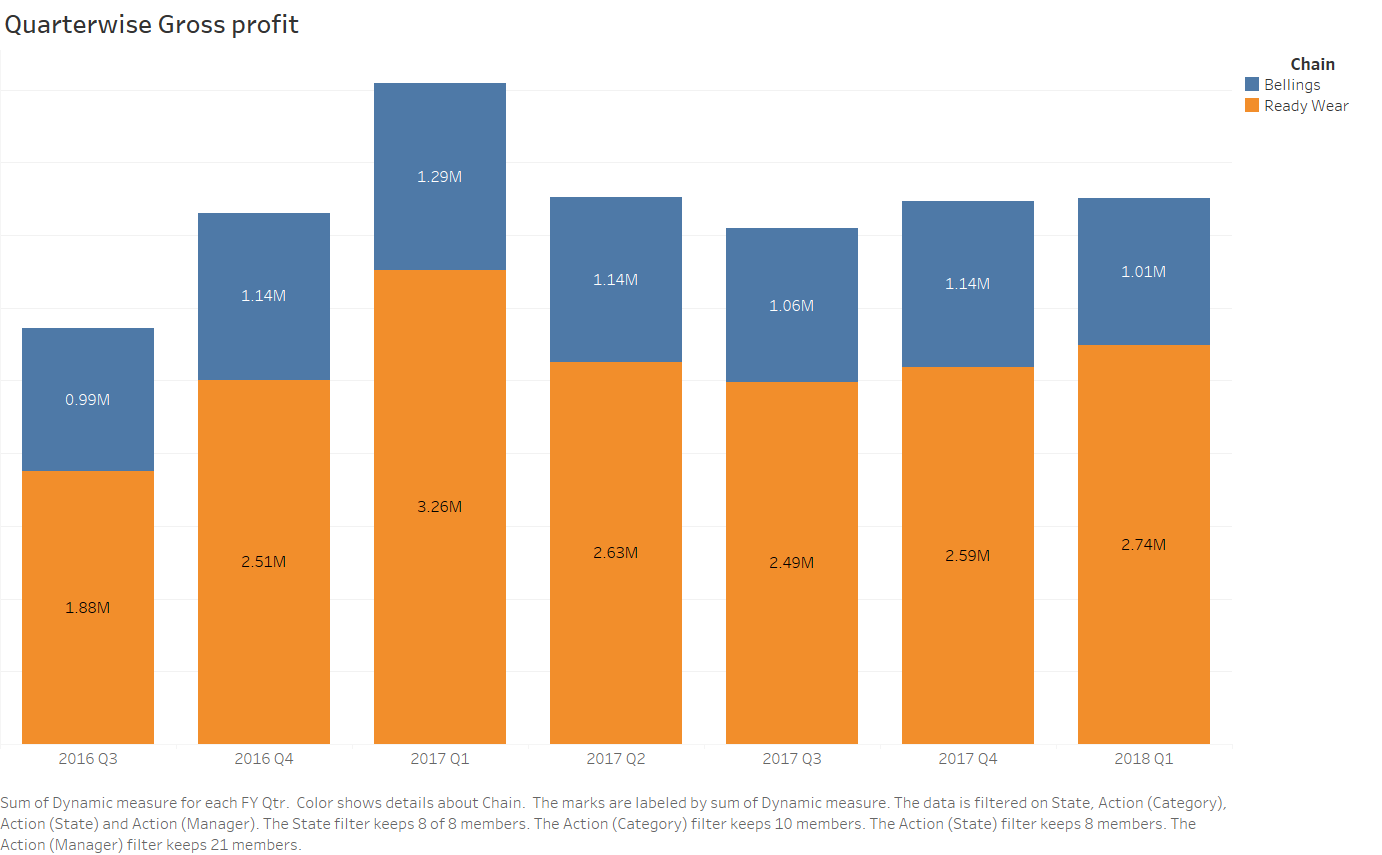 Quarterwise Gross profit
Chain
Bellings
Ready Wear
1.29M
1.14M
1.14M
1.06M
1.14M
1.01M
0.99M
3.26M
2.51M
2.63M
2.49M
2.59M
2.74M
1.88M
2016 Q3
2016 Q4
2017 Q1
2017 Q2
2017 Q3
2017 Q4
2018 Q1
Sum of Dynamic measure for each FY Qtr.  Color shows details about Chain.  The marks are labeled by sum of Dynamic measure. The data is filtered on State, Action (Category),
Action (State) and Action (Manager). The State filter keeps 8 of 8 members. The Action (Category) filter keeps 10 members. The Action (State) filter keeps 8 members. The
Action (Manager) filter keeps 21 members.